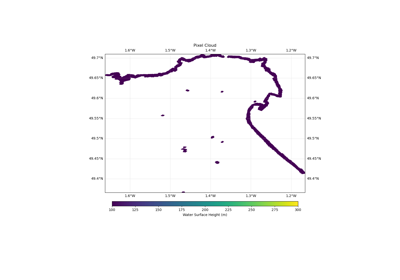 Pixel Cloud
1.6°W 1.5°W 1.4°W 1.3°W 1.2°W
49.7°N 49.7°N
49.65°N 49.65°N
49.6°N 49.6°N
49.55°N 49.55°N
49.5°N 49.5°N
49.45°N 49.45°N
49.4°N 49.4°N
1.6°W 1.5°W 1.4°W 1.3°W 1.2°W
100 125 150 175 200 225 250 275 300
Water Surface Height (m)